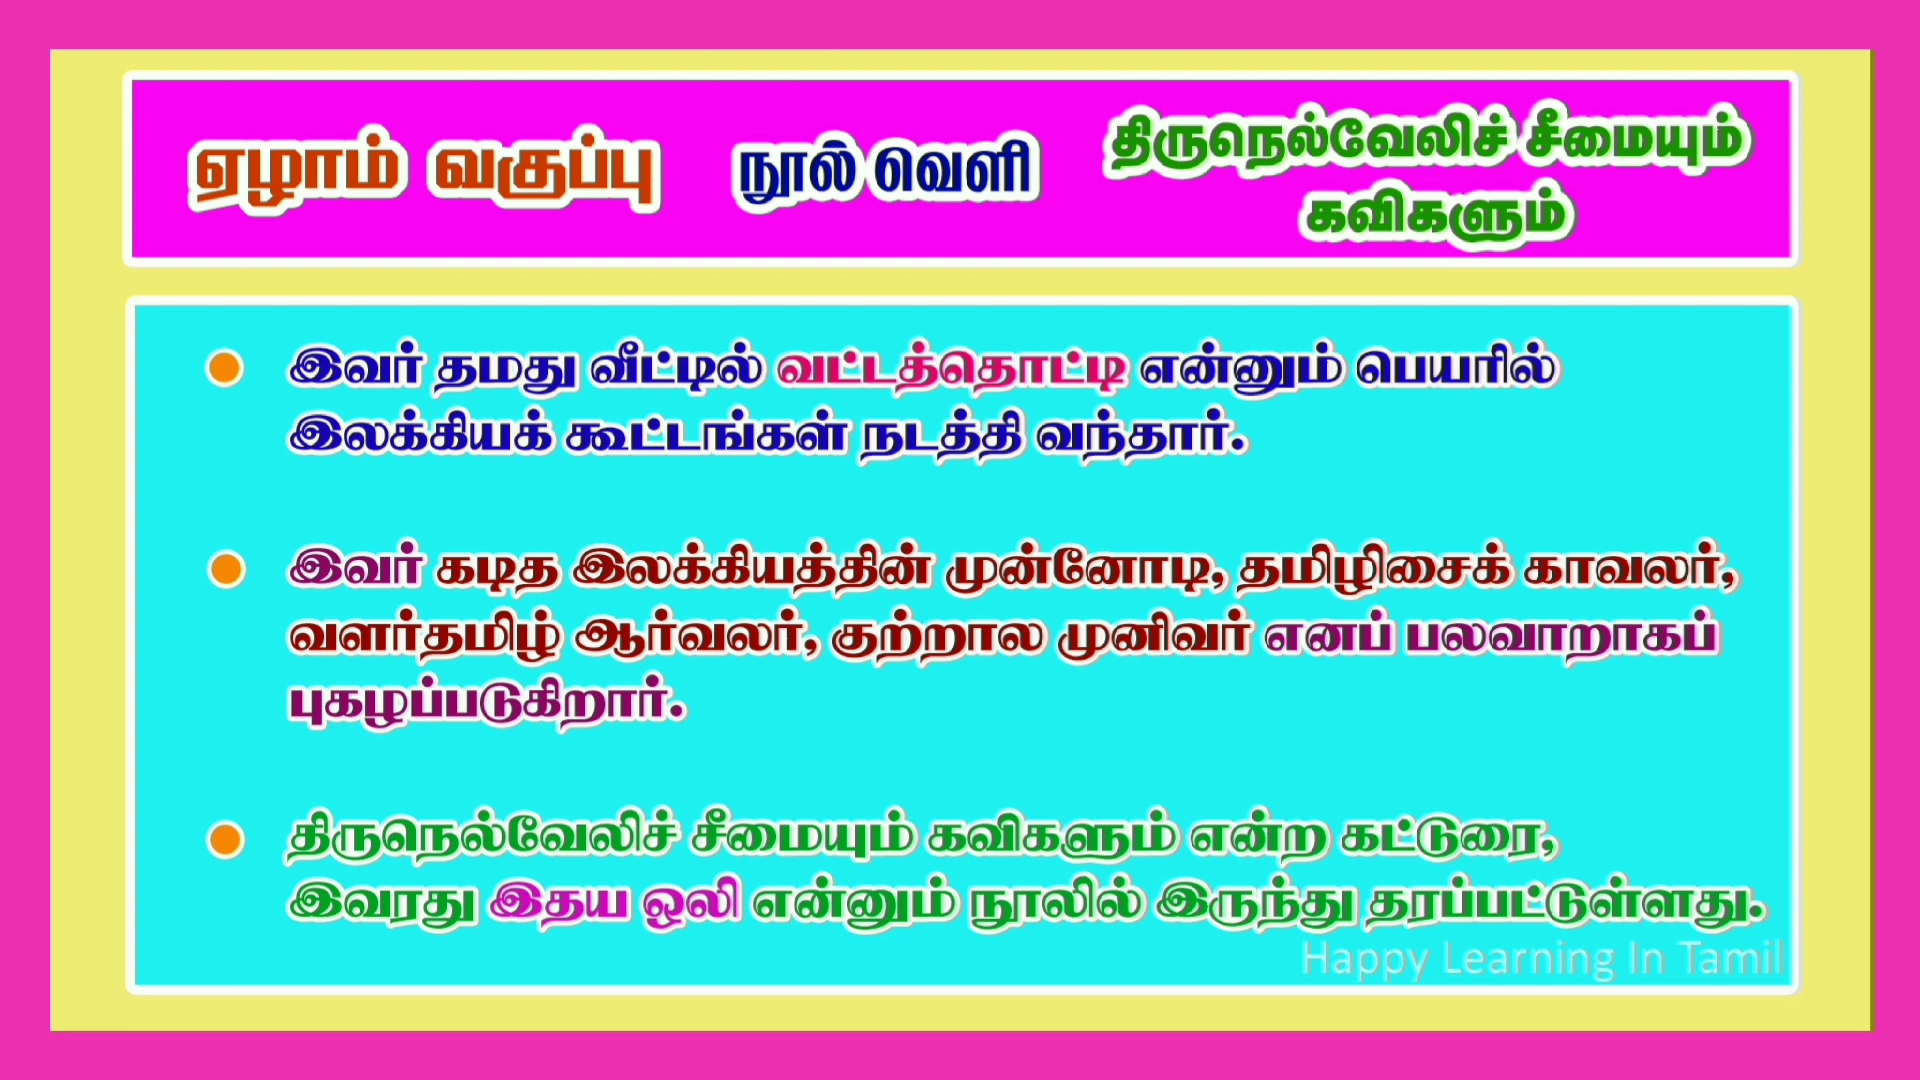 ஏழாம் வகுப்பு
நூல் வெளி
திருநெல்வேலிச் சீமையும்
கவிகளும்
இவர் தமது வீட்டில் வட்டத்தொட்டி என்னும் பெயரில்
இலக்கியக் கூட்டங்கள் நடத்தி வந்தார்.
இவர் கடித இலக்கியத்தின் முன்னோடி, தமிழிசைக் காவலர்,
வளர்தமிழ் ஆர்வலர், குற்றால முனிவர் எனப் பலவாறாகப்
புகழப்படுகிறார்.
திருநெல்வேலிச் சீமையும் கவிகளும் என்ற கட்டுரை,
இவரது இதய ஒலி என்னும் நூலில் இருந்து தரப்பட்டுள்ளது.
Happy Learning In Tamil